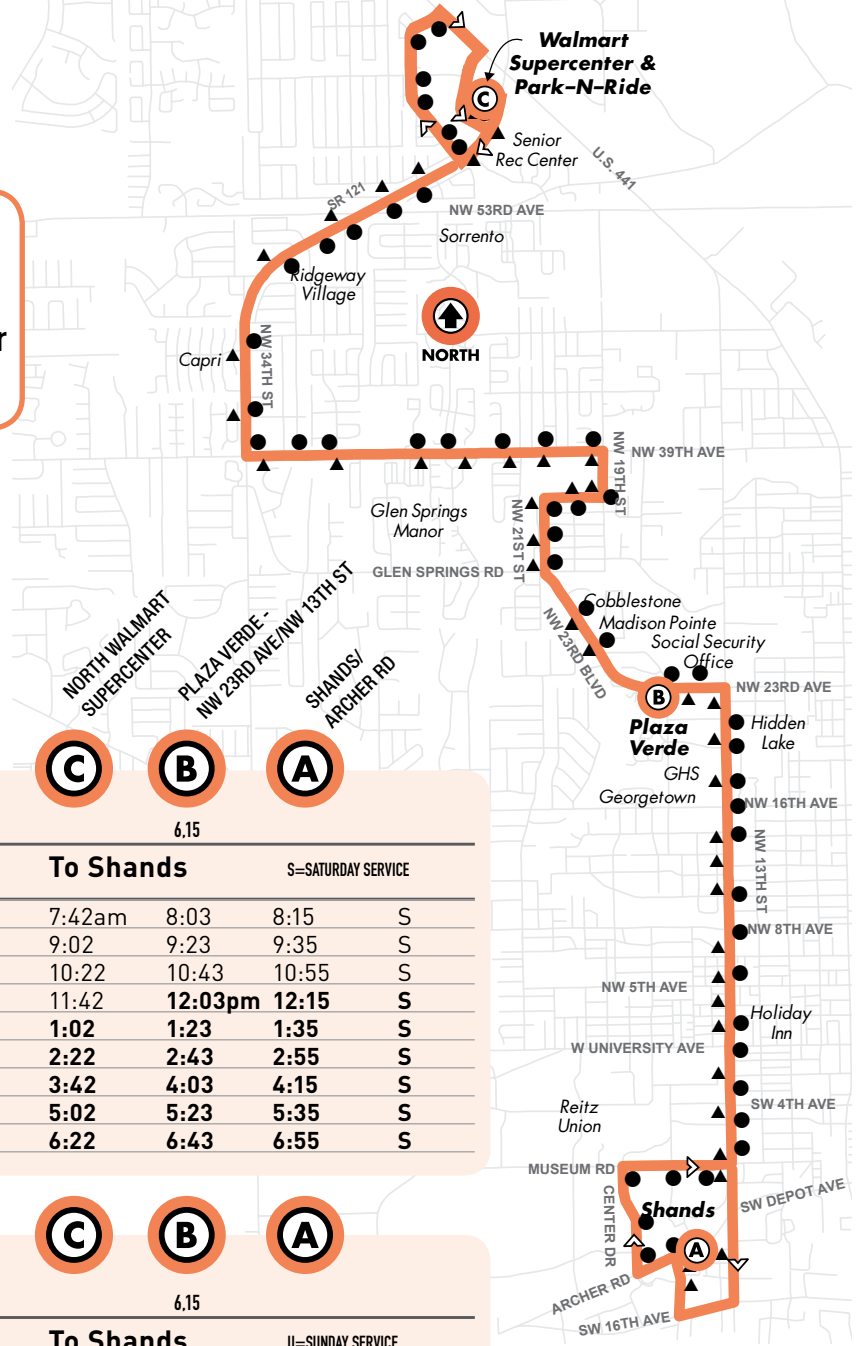 Walmart
Supercenter &
Park–N–Ride
C
Senior
Rec Center
U.S. 441
SR 121
NW 53RD AVE
Sorrento
Ridgeway
Village
NORTH
r
Capri
NW 34TH ST
NW 39TH AVE
NW 19TH ST
Glen Springs
Manor
NW 21ST ST
GLEN SPRINGS RD
Cobblestone
Madison Pointe
Social Security
Office
NW 23RD BLVD
B
NW 23RD AVE
Plaza
Verde
Hidden
Lake
GHS
Georgetown
NW 16TH AVE
NW 13TH ST
NW 8TH AVE
NW 5TH AVE
Holiday
Inn
W UNIVERSITY AVE
Reitz
Union
SW 4TH AVE
MUSEUM RD
CENTER DR
Shands
SW DEPOT AVE
A
ARCHER RD
SW 16TH AVE
NORTH WALMART
SUPERCENTER
PLAZA VERDE -
NW 23RD AVE/NW 13TH ST
SHANDS/
ARCHER RD
C B A
6,15
To Shands S=SATURDAY SERVICE
7:42am 8:03 8:15 S
9:02 9:23 9:35 S
10:22 10:43 10:55 S
11:42 12:03pm 12:15 S
1:02 1:23 1:35 S
2:22 2:43 2:55 S
3:42 4:03 4:15 S
5:02 5:23 5:35 S
6:22 6:43 6:55 S
C B A
6,15
To Shands U=SUNDAY SERVICE